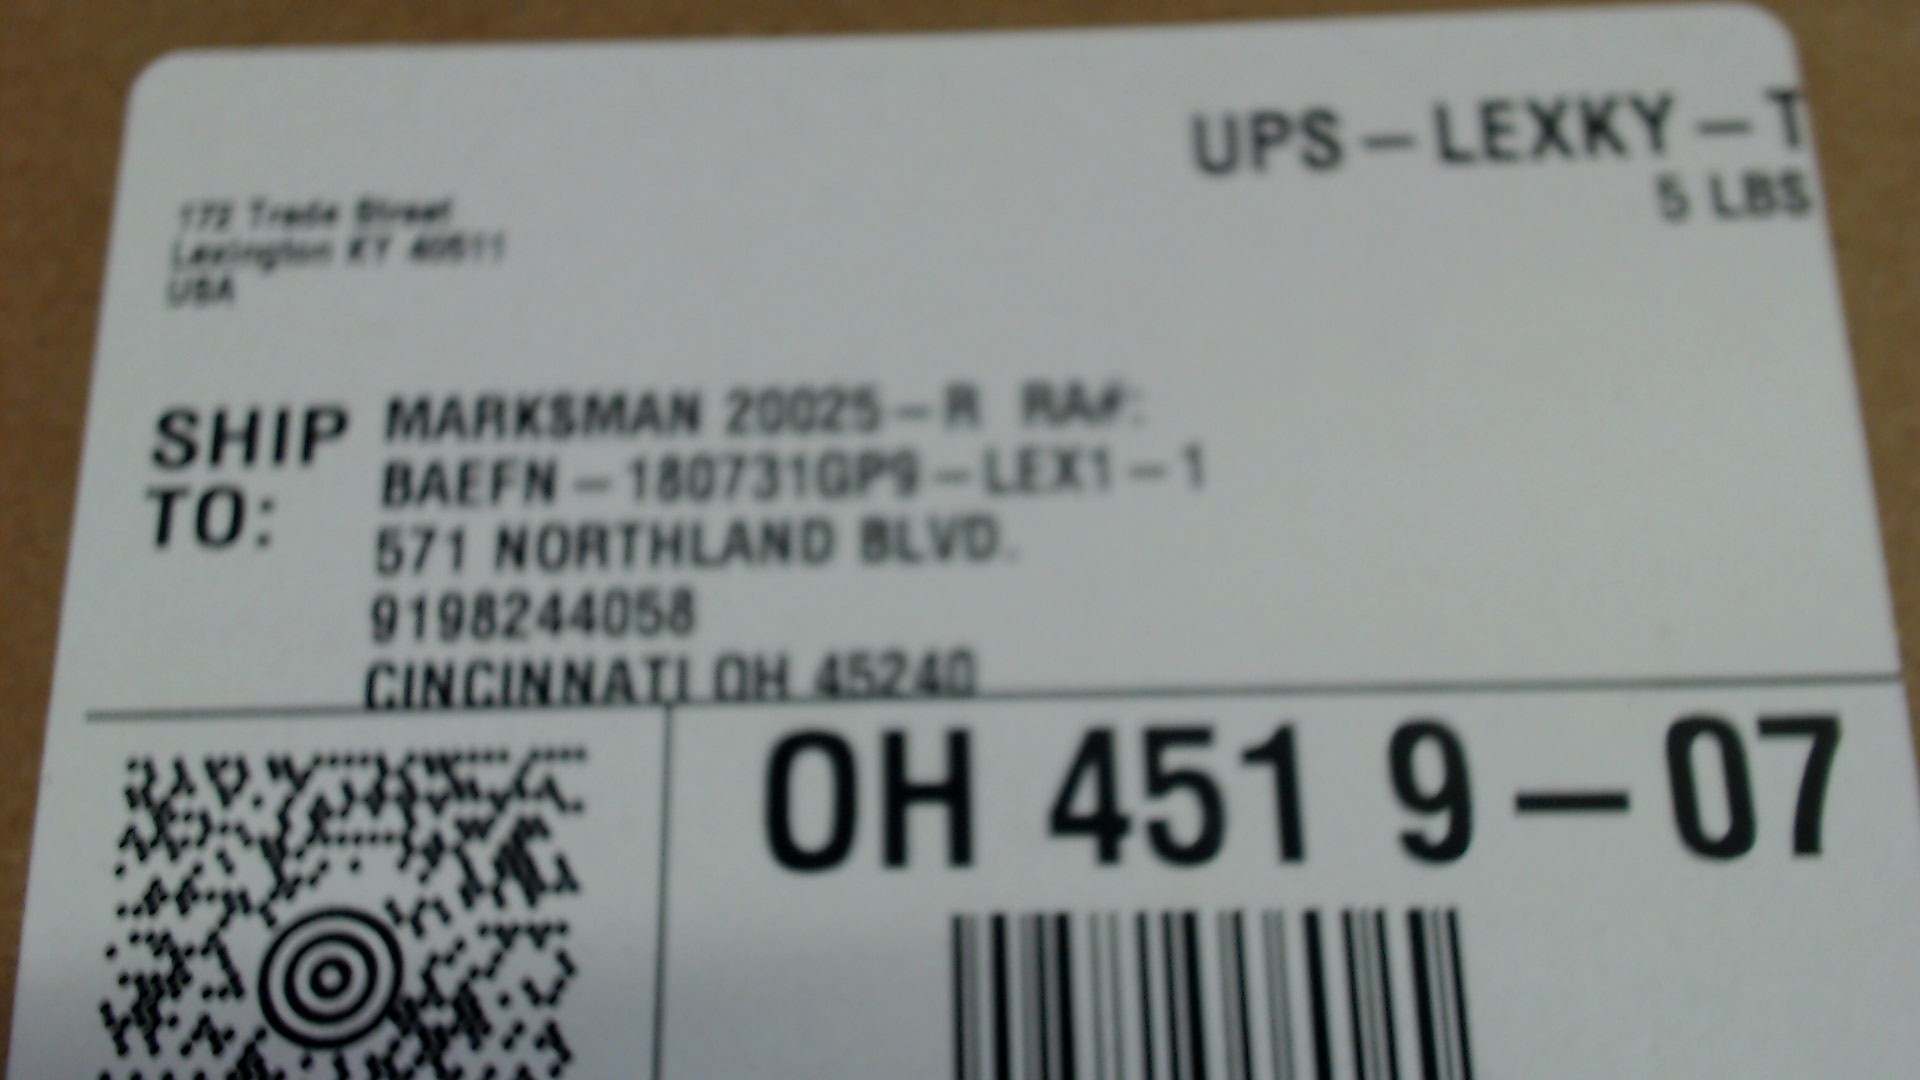 UPS-LEXKY-T
5 LBS
172 Trade Street
Lexington KY 40511
USA
SHIP TO:
MARKSMAN 20025-R RA#:
BAEFN-180731GP9-LEX1-1
571 NORTHLAND BLVD.
9198244058
CINCINNATI OH 45240
OH 451 9-07